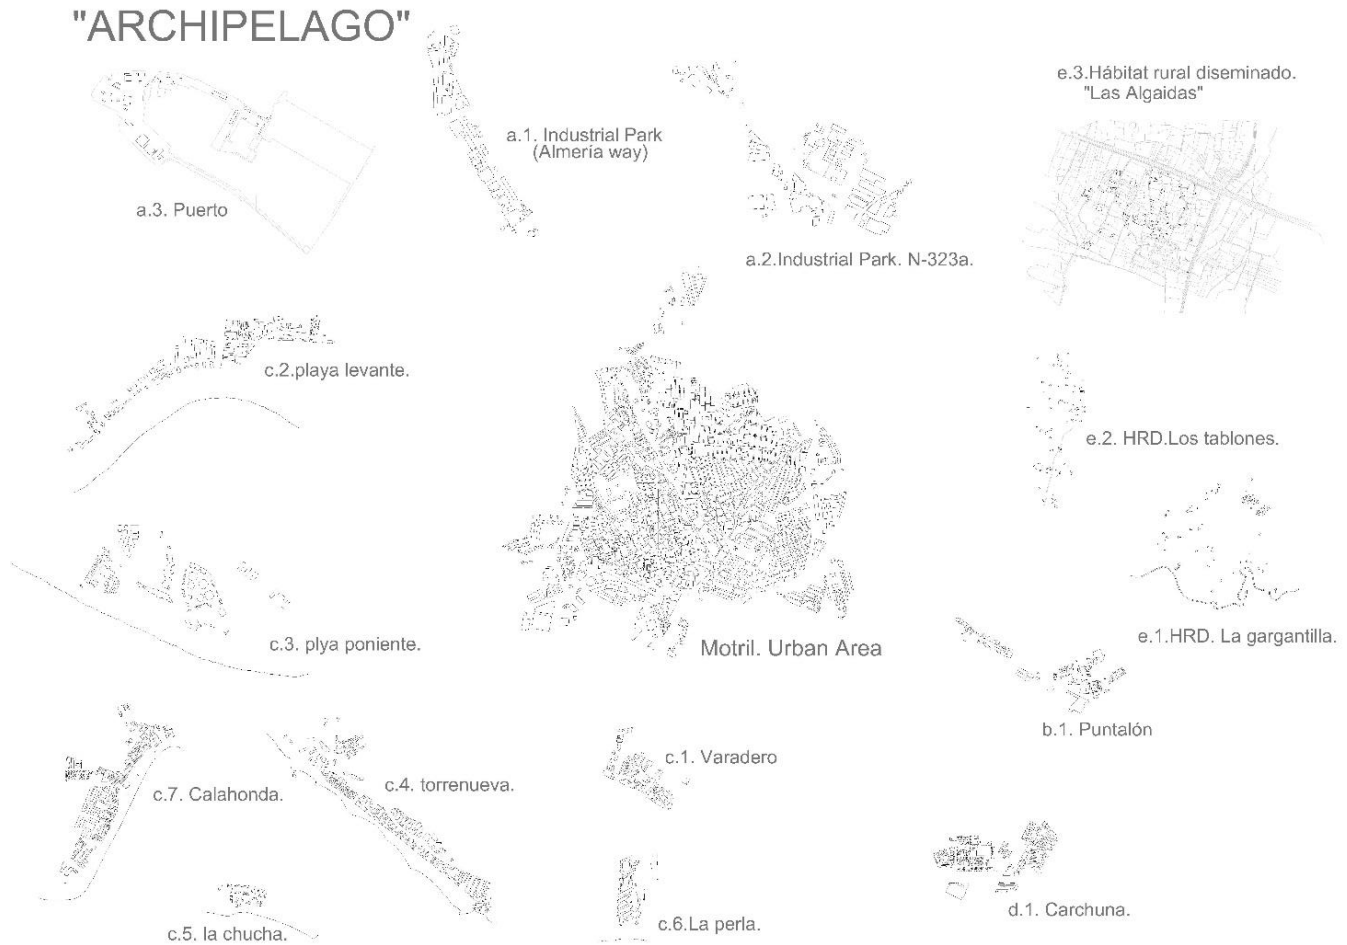 "ARCHIPELAGO"
e.3.Hábitat rural diseminado.
"Las Algaidas"
a.1. Industrial Park
(Almería way)
a.3. Puerto
a.2.Industrial Park. N-323a.
c.2.playa levante.
e.2. HRD.Los tablones.
c.3. plya poniente.
Motril. Urban Area
e.1.HRD. La gargantilla.
b.1. Puntalón
c.1. Varadero
c.7. Calahonda.
c.4. torrenueva.
c.5. la chucha.
c.6.La perla.
d.1. Carchuna.